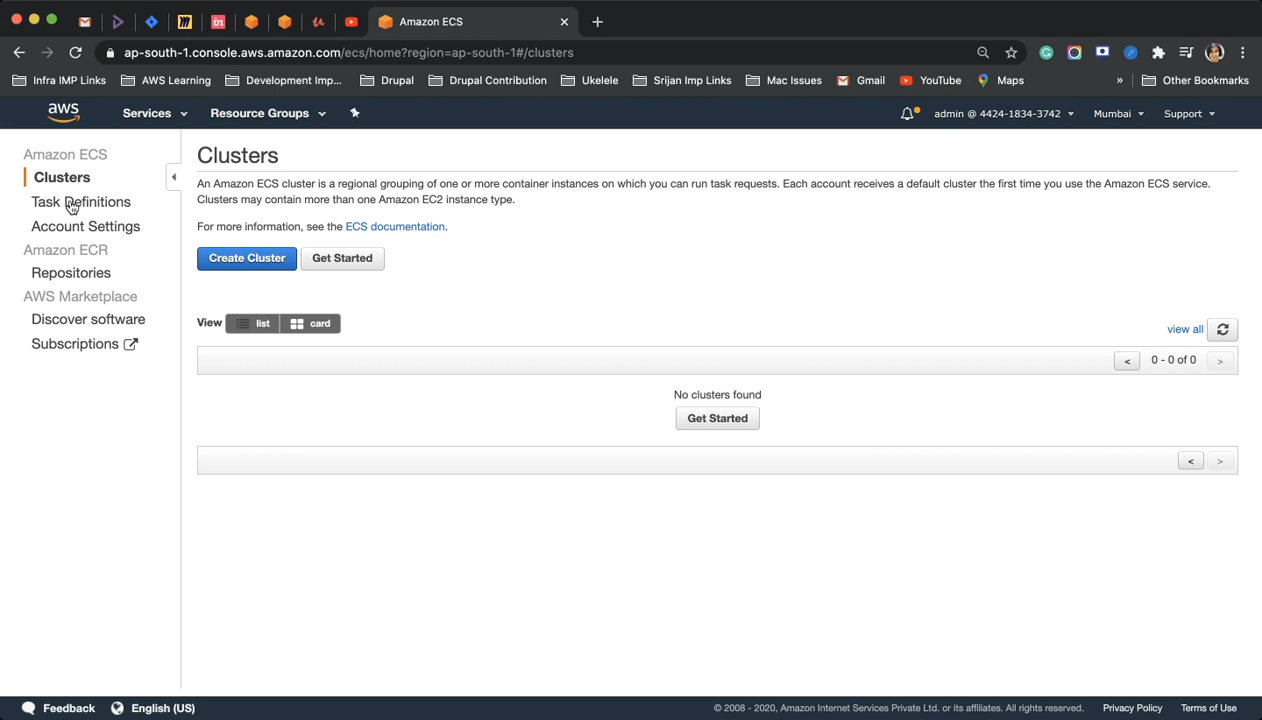 Amazon ECS
ap-south-1.console.aws.amazon.com/ecs/home?region=ap-south-1#/clusters
Infra IMP Links
AWS Learning
Development Imp...
Drupal
Drupal Contribution
Ukelele
Srijan Imp Links
Mac Issues
Gmail
YouTube
Maps
»
Other Bookmarks
aws
Services
Resource Groups
admin @ 4424-1834-3742
Mumbai
Support
Amazon ECS
Clusters
Task Definitions
Account Settings
Amazon ECR
Repositories
AWS Marketplace
Discover software
Subscriptions
Clusters
An Amazon ECS cluster is a regional grouping of one or more container instances on which you can run task requests. Each account receives a default cluster the first time you use the Amazon ECS service.
Clusters may contain more than one Amazon EC2 instance type.
For more information, see the ECS documentation.
Create Cluster
Get Started
View
list
card
view all
< 0 - 0 of 0 >
No clusters found
Get Started
< >
Feedback
English (US)
© 2008 - 2020, Amazon Internet Services Private Ltd. or its affiliates. All rights reserved.
Privacy Policy
Terms of Use